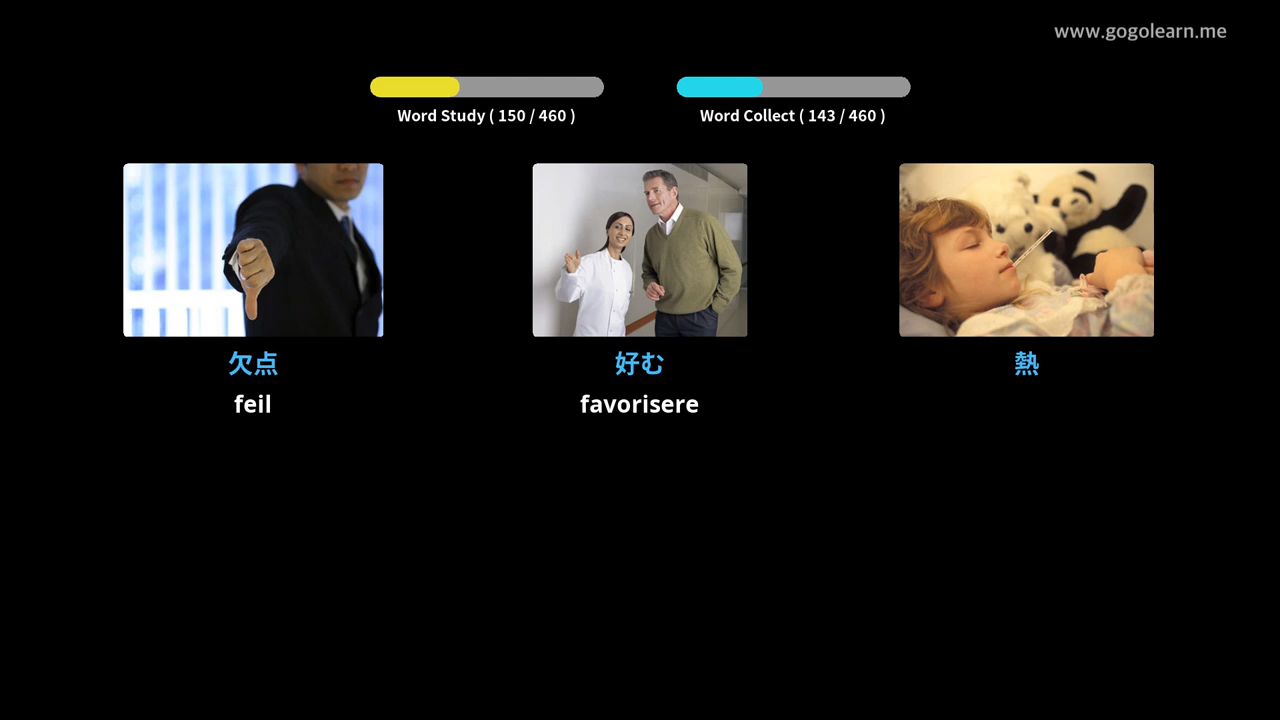 www.gogolearn.me
Word Study ( 150 / 460 )
Word Collect ( 143 / 460 )
欠点
好む
熱
feil
favorisere